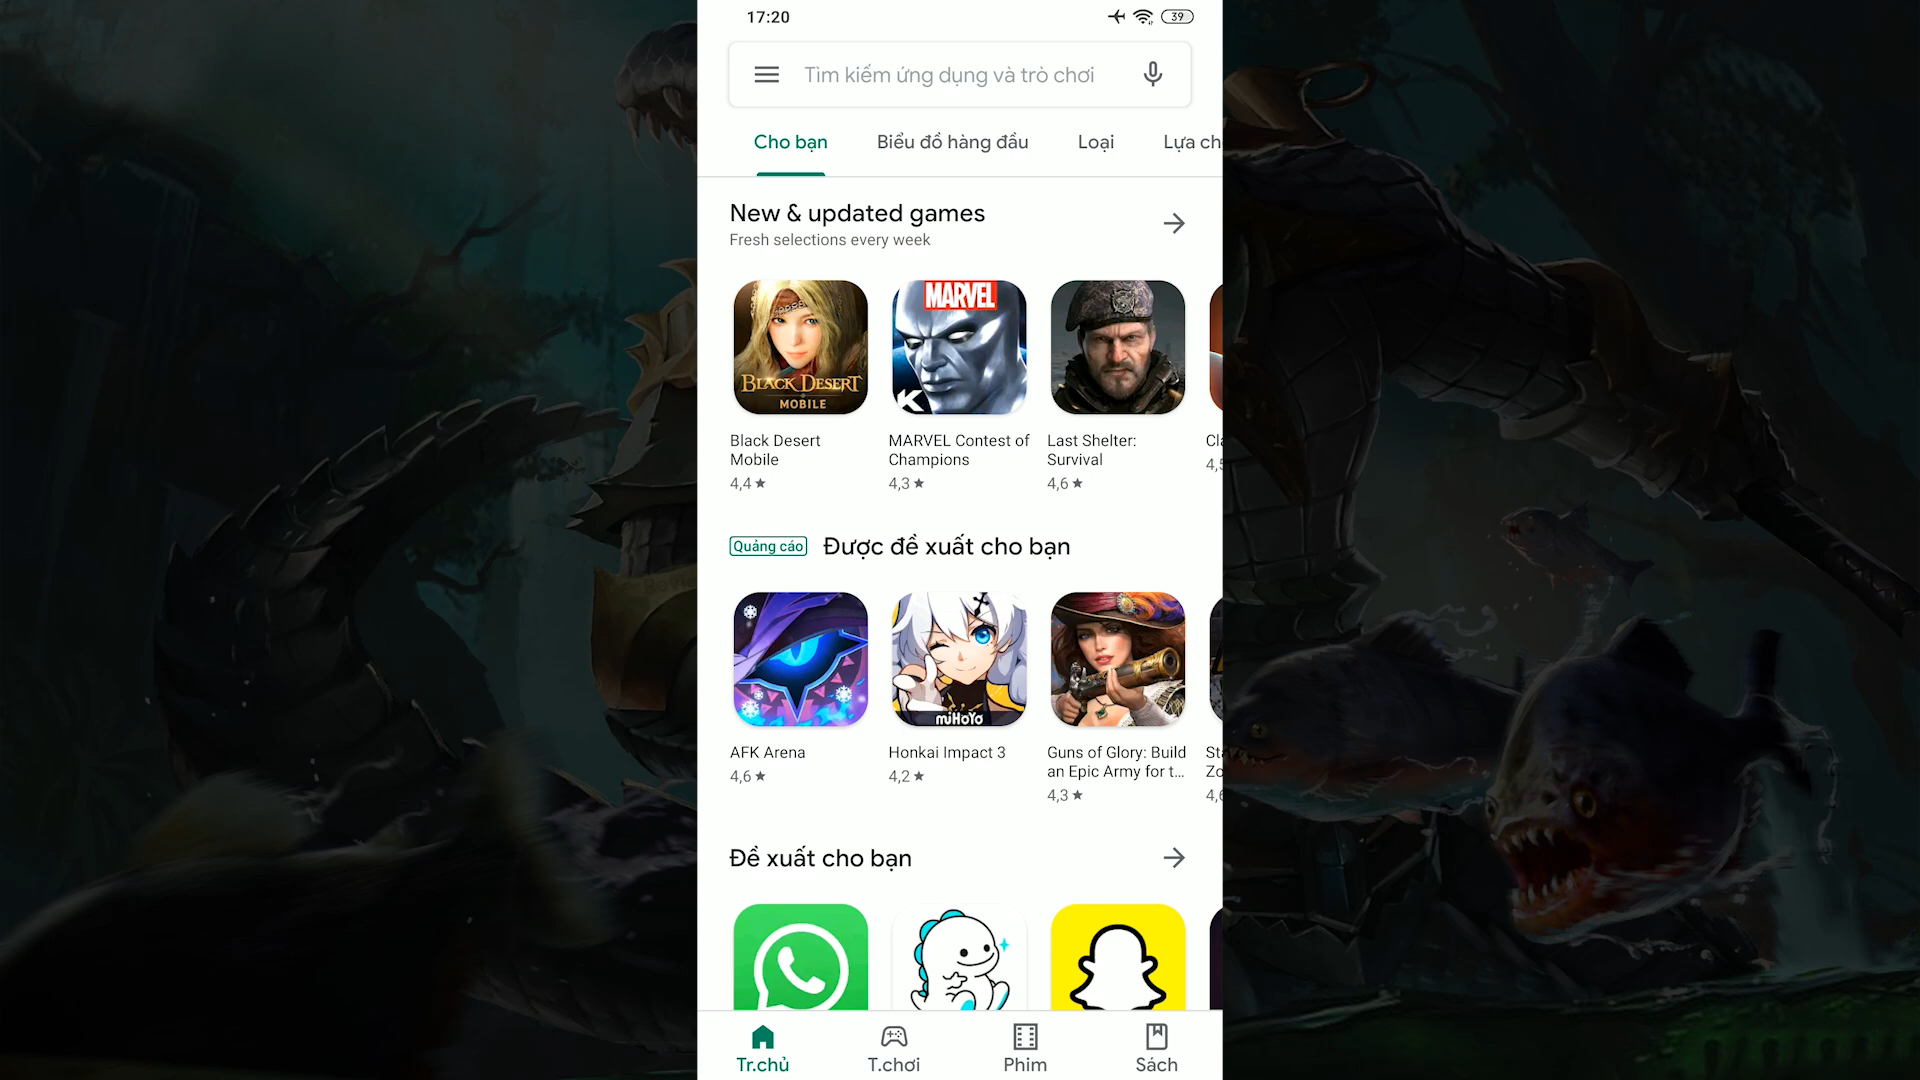 17:20
39
Tìm kiếm ứng dụng và trò chơi
Cho bạn
Biểu đồ hàng đầu
Loại
Lựa ch
New & updated games
Fresh selections every week
MARVEL
BLACK DESERT
MOBILE
Black Desert
Mobile
4,4 ★
MARVEL Contest of
Champions
4,3 ★
Last Shelter:
Survival
4,6 ★
Quảng cáo
Được đề xuất cho bạn
miHoYo
AFK Arena
4,6 ★
Honkai Impact 3
4,2 ★
Guns of Glory: Build
an Epic Army for t...
4,3 ★
Đề xuất cho bạn
Tr.chủ
T.chơi
Phim
Sách